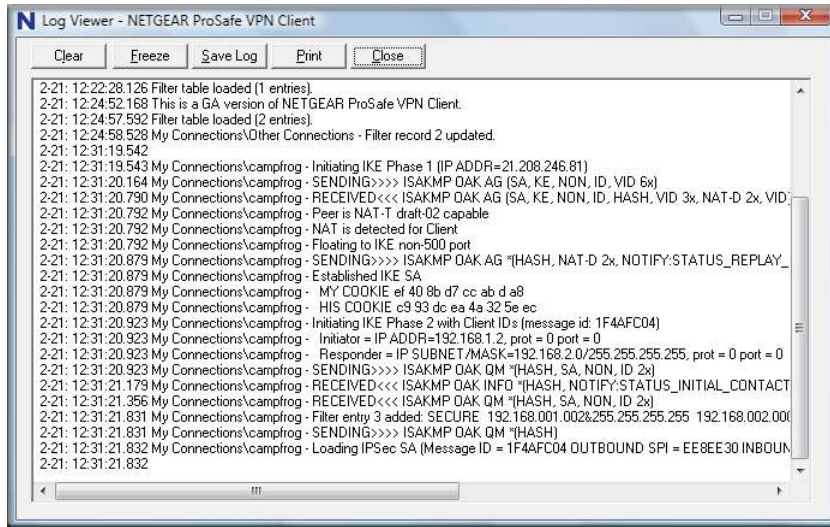 N Log Viewer - NETGEAR ProSafe VPN Client
Clear Freeze Save Log Print Close
2-21: 12:22:28.126 Filter table loaded (1 entries).
2-21: 12:24:52.168 This is a GA version of NETGEAR ProSafe VPN Client.
2-21: 12:24:57.592 Filter table loaded (2 entries).
2-21: 12:24:58.528 My Connections\Other Connections - Filter record 2 updated.
2-21: 12:31:19.542
2-21: 12:31:19.543 My Connections\campfrog - Initiating IKE Phase 1 (IP ADDR=21.208.246.81)
2-21: 12:31:20.164 My Connections\campfrog - SENDING>>>> ISAKMP OAK AG (SA, KE, NON, ID, VID 6x)
2-21: 12:31:20.790 My Connections\campfrog - RECEIVED<<< ISAKMP OAK AG (SA, KE, NON, ID, HASH, VID 3x, NAT-D 2x, VID)
2-21: 12:31:20.792 My Connections\campfrog - Peer is NAT-T draft-02 capable
2-21: 12:31:20.792 My Connections\campfrog - NAT is detected for Client
2-21: 12:31:20.792 My Connections\campfrog - Floating to IKE non-500 port
2-21: 12:31:20.879 My Connections\campfrog - SENDING>>>> ISAKMP OAK AG *(HASH, NAT-D 2x, NOTIFY:STATUS_REPLAY_
2-21: 12:31:20.879 My Connections\campfrog - Established IKE SA
2-21: 12:31:20.879 My Connections\campfrog - MY COOKIE ef 40 8b d7 cc ab d a8
2-21: 12:31:20.879 My Connections\campfrog - HIS COOKIE c9 93 dc ea 4a 32 5e ec
2-21: 12:31:20.923 My Connections\campfrog - Initiating IKE Phase 2 with Client IDs (message id: 1F4AFC04)
2-21: 12:31:20.923 My Connections\campfrog - Initiator = IP ADDR=192.168.1.2, prot = 0 port = 0
2-21: 12:31:20.923 My Connections\campfrog - Responder = IP SUBNET/MASK=192.168.2.0/255.255.255.255, prot = 0 port = 0
2-21: 12:31:20.923 My Connections\campfrog - SENDING>>>> ISAKMP OAK QM *(HASH, SA, NON, ID 2x)
2-21: 12:31:21.179 My Connections\campfrog - RECEIVED<<< ISAKMP OAK INFO *(HASH, NOTIFY:STATUS_INITIAL_CONTACT
2-21: 12:31:21.356 My Connections\campfrog - RECEIVED<<< ISAKMP OAK QM *(HASH, SA, NON, ID 2x)
2-21: 12:31:21.831 My Connections\campfrog - Filter entry 3 added: SECURE 192.168.001.002&255.255.255.255 192.168.002.00
2-21: 12:31:21.831 My Connections\campfrog - SENDING>>>> ISAKMP OAK QM *(HASH)
2-21: 12:31:21.832 My Connections\campfrog - Loading IPSec SA (Message ID = 1F4AFC04 OUTBOUND SPI = EE8EE30 INBOUN
2-21: 12:31:21.832